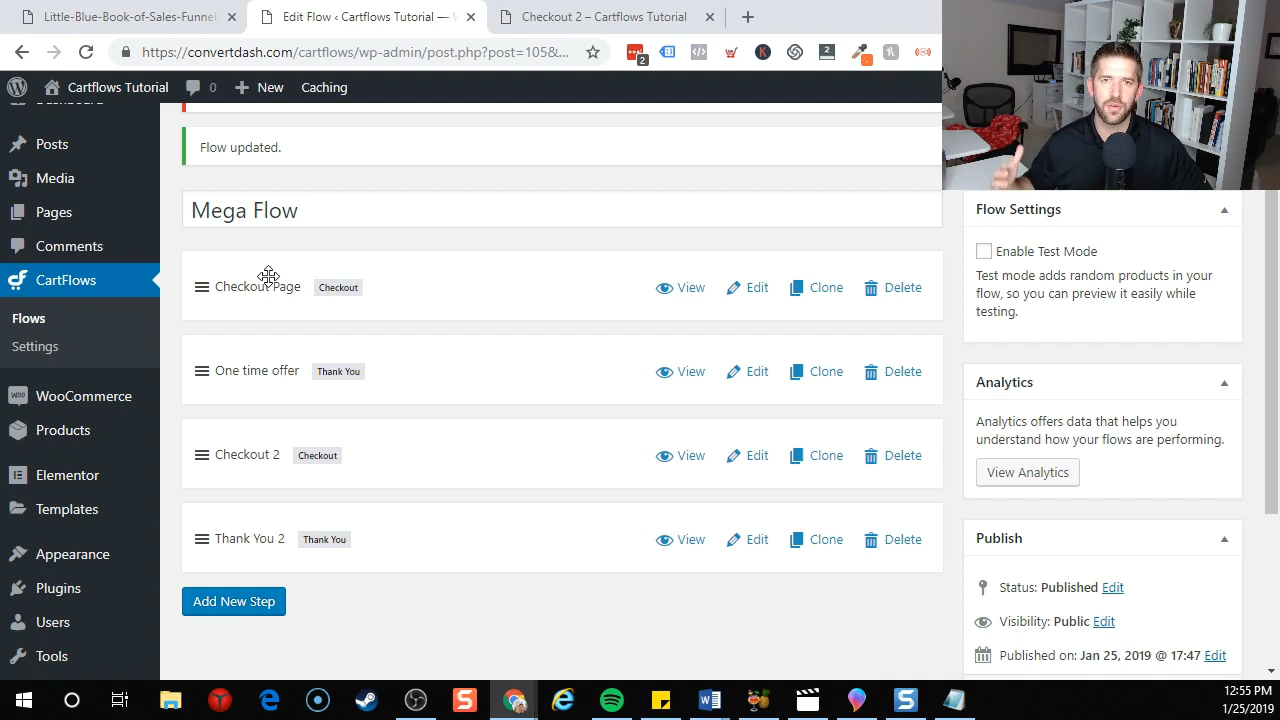 Little-Blue-Book-of-Sales-Funnel
Edit Flow ‹ Cartflows Tutorial — W
Checkout 2 – Cartflows Tutorial
https://convertdash.com/cartflows/wp-admin/post.php?post=105&...
2
2
Cartflows Tutorial
0
New
Caching
Posts
Media
Pages
Comments
CartFlows
Flows
Settings
WooCommerce
Products
Elementor
Templates
Appearance
Plugins
Users
Tools
Flow updated.
Mega Flow
Checkout Page Checkout View Edit Clone Delete
One time offer Thank You View Edit Clone Delete
Checkout 2 Checkout View Edit Clone Delete
Thank You 2 Thank You View Edit Clone Delete
Add New Step
Flow Settings
Enable Test Mode
Test mode adds random products in your
flow, so you can preview it easily while
testing.
Analytics
Analytics offers data that helps you
understand how your flows are performing.
View Analytics
Publish
Status: Published Edit
Visibility: Public Edit
Published on: Jan 25, 2019 @ 17:47 Edit
12:55 PM
1/25/2019